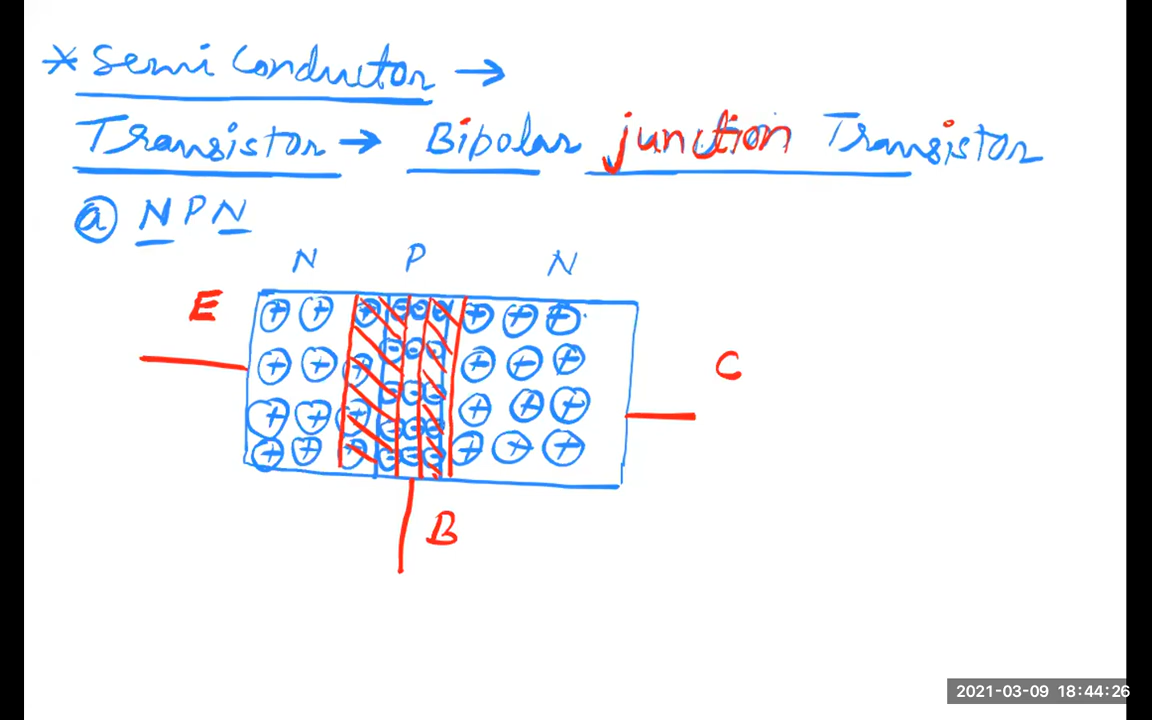 * Semi Conductor →
Transistor → Bipolar junction Transistor
ⓐ NPN
N P N
E
C
B
2021-03-09 18:44:26